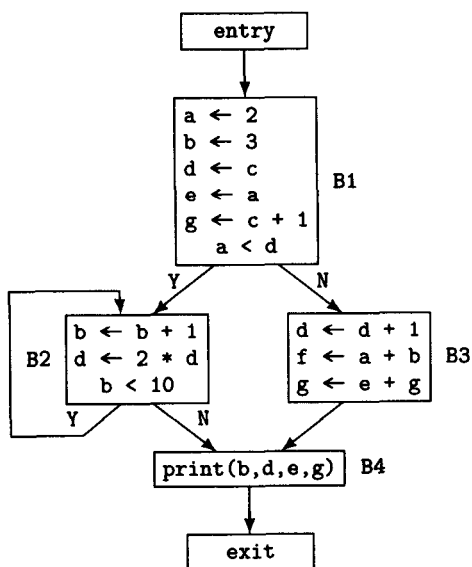 entry
a ← 2
b ← 3
d ← c
e ← a
g ← c + 1
a < d
B1
Y
N
b ← b + 1
d ← 2 * d
b < 10
B2
Y
N
d ← d + 1
f ← a + b
g ← e + g
B3
print(b,d,e,g)
B4
exit